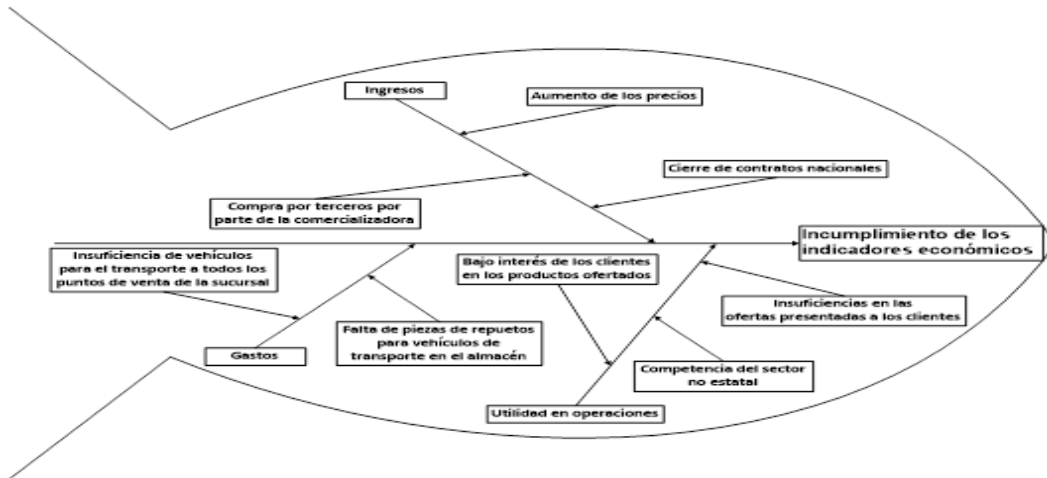 Ingresos
Aumento de los precios
Cierre de contratos nacionales
Compra por terceros por
parte de la comercializadora
Incumplimiento de los
indicadores económicos
Insuficiencia de vehículos
para el transporte a todos los
puntos de venta de la sucursal
Bajo interés de los clientes
en los productos ofertados
Insuficiencias en las
ofertas presentadas a los clientes
Falta de piezas de repuetos
para vehículos de
transporte en el almacén
Gastos
Competencia del sector
no estatal
Utilidad en operaciones